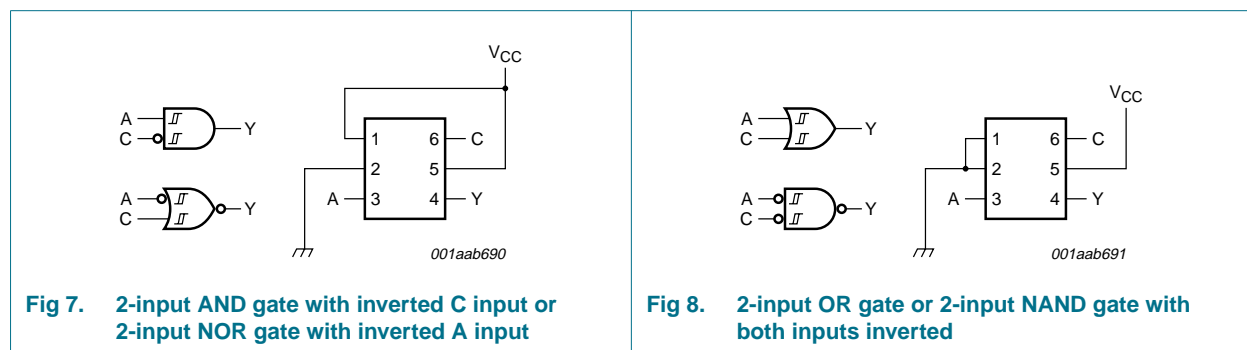 VCC
A
C
Y
1
6
C
2
5
A
3
4
Y
A
C
Y
001aab690
Fig 7. 2-input AND gate with inverted C input or
2-input NOR gate with inverted A input
VCC
A
C
Y
1
6
C
2
5
A
3
4
Y
A
C
Y
001aab691
Fig 8. 2-input OR gate or 2-input NAND gate with
both inputs inverted